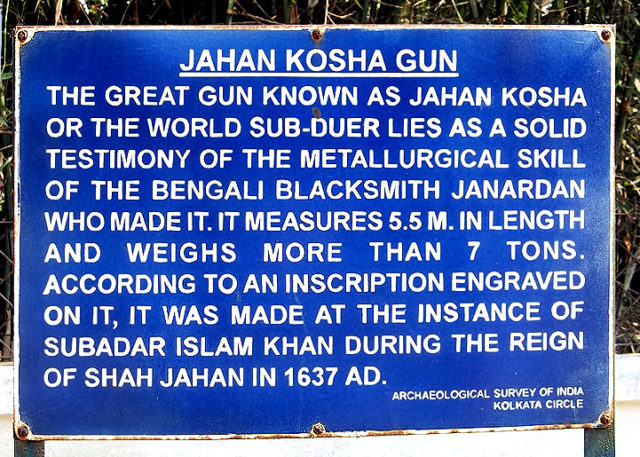 JAHAN KOSHA GUN
THE GREAT GUN KNOWN AS JAHAN KOSHA
OR THE WORLD SUB-DUER LIES AS A SOLID
TESTIMONY OF THE METALLURGICAL SKILL
OF THE BENGALI BLACKSMITH JANARDAN
WHO MADE IT. IT MEASURES 5.5 M. IN LENGTH
AND WEIGHS MORE THAN 7 TONS.
ACCORDING TO AN INSCRIPTION ENGRAVED
ON IT, IT WAS MADE AT THE INSTANCE OF
SUBADAR ISLAM KHAN DURING THE REIGN
OF SHAH JAHAN IN 1637 AD.
ARCHAEOLOGICAL SURVEY OF INDIA
KOLKATA CIRCLE